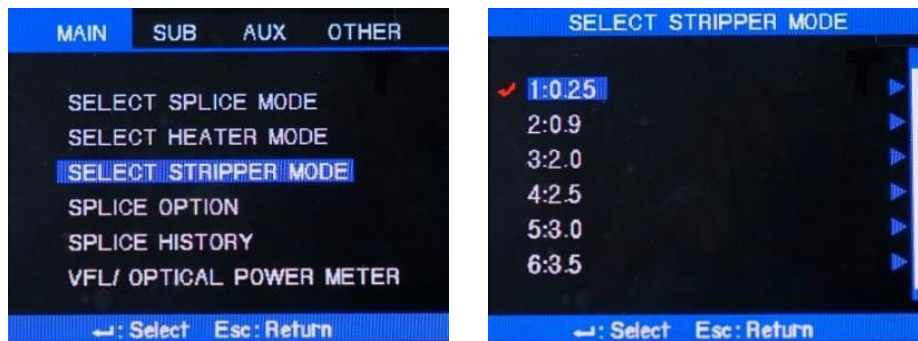 MAIN SUB AUX OTHER
SELECT SPLICE MODE
SELECT HEATER MODE
SELECT STRIPPER MODE
SPLICE OPTION
SPLICE HISTORY
VFL/ OPTICAL POWER METER
↵: Select Esc: Return
SELECT STRIPPER MODE
1:0.25
2:0.9
3:2.0
4:2.5
5:3.0
6:3.5
↵: Select Esc: Return